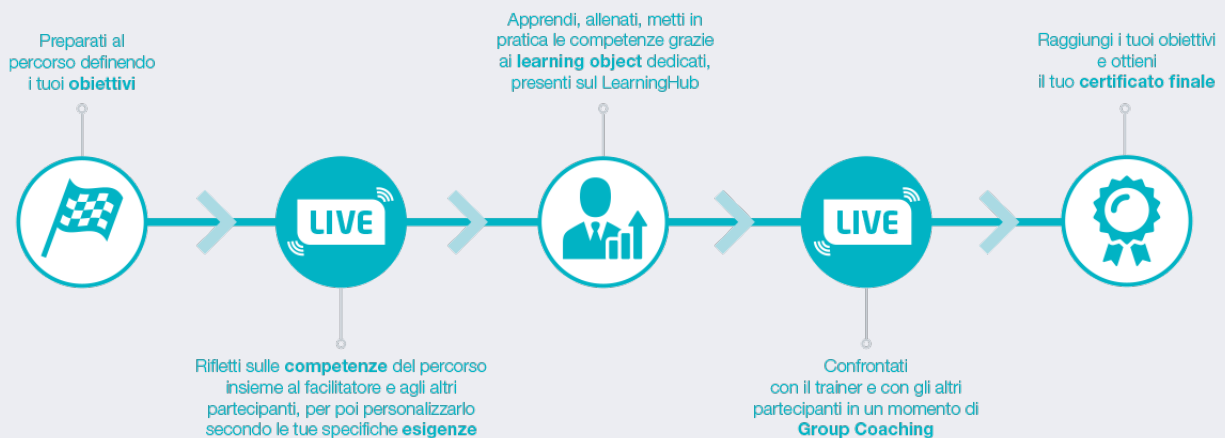 Preparati al
percorso definendo
i tuoi obiettivi
LIVE
Rifletti sulle competenze del percorso
insieme al facilitatore e agli altri
partecipanti, per poi personalizzarlo
secondo le tue specifiche esigenze
Apprendi, allenati, metti in
pratica le competenze grazie
ai learning object dedicati,
presenti sul LearningHub
LIVE
Confrontati
con il trainer e con gli altri
partecipanti in un momento di
Group Coaching
Raggiungi i tuoi obiettivi
e ottieni
il tuo certificato finale